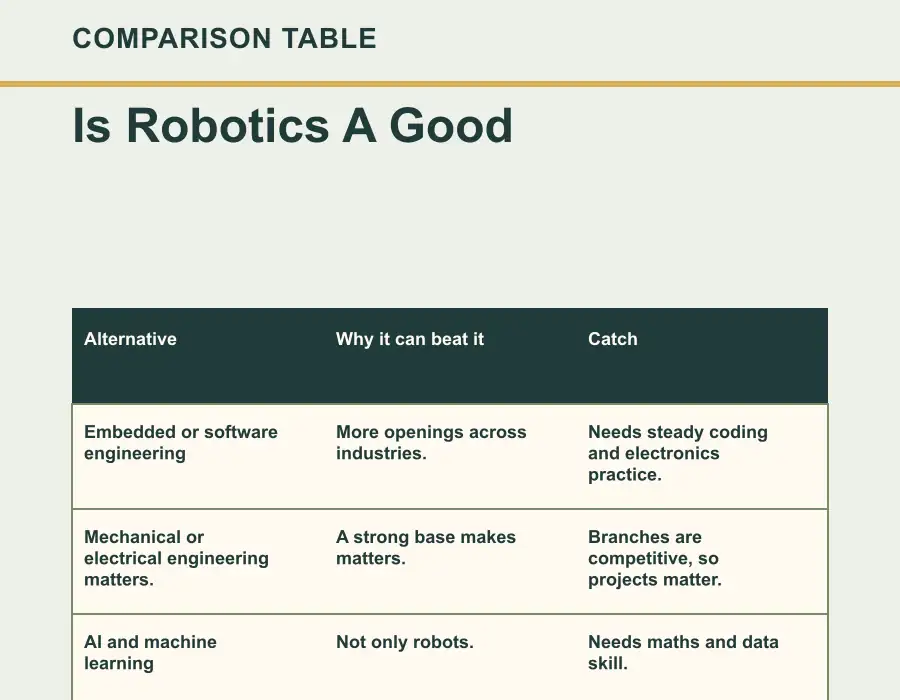 COMPARISON TABLE
Is Robotics A Good
Alternative
Why it can beat it
Catch
Embedded or software
engineering
More openings across
industries.
Needs steady coding
and electronics
practice.
Mechanical or
electrical engineering
matters.
A strong base makes
matters.
Branches are
competitive, so
projects matter.
AI and machine
learning
Not only robots.
Needs maths and data
skill.